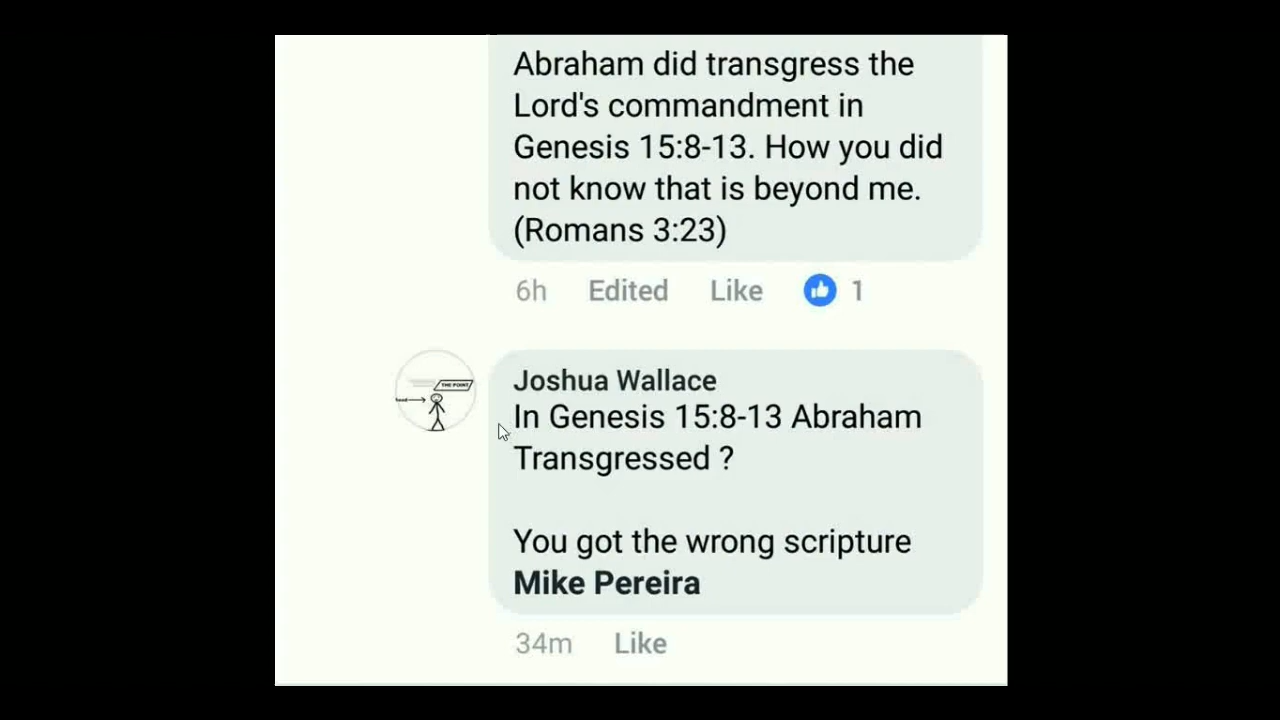 Abraham did transgress the
Lord's commandment in
Genesis 15:8-13. How you did
not know that is beyond me.
(Romans 3:23)
6h Edited Like 1
THE POINT
Joshua Wallace
In Genesis 15:8-13 Abraham
Transgressed ?
You got the wrong scripture
Mike Pereira
34m Like